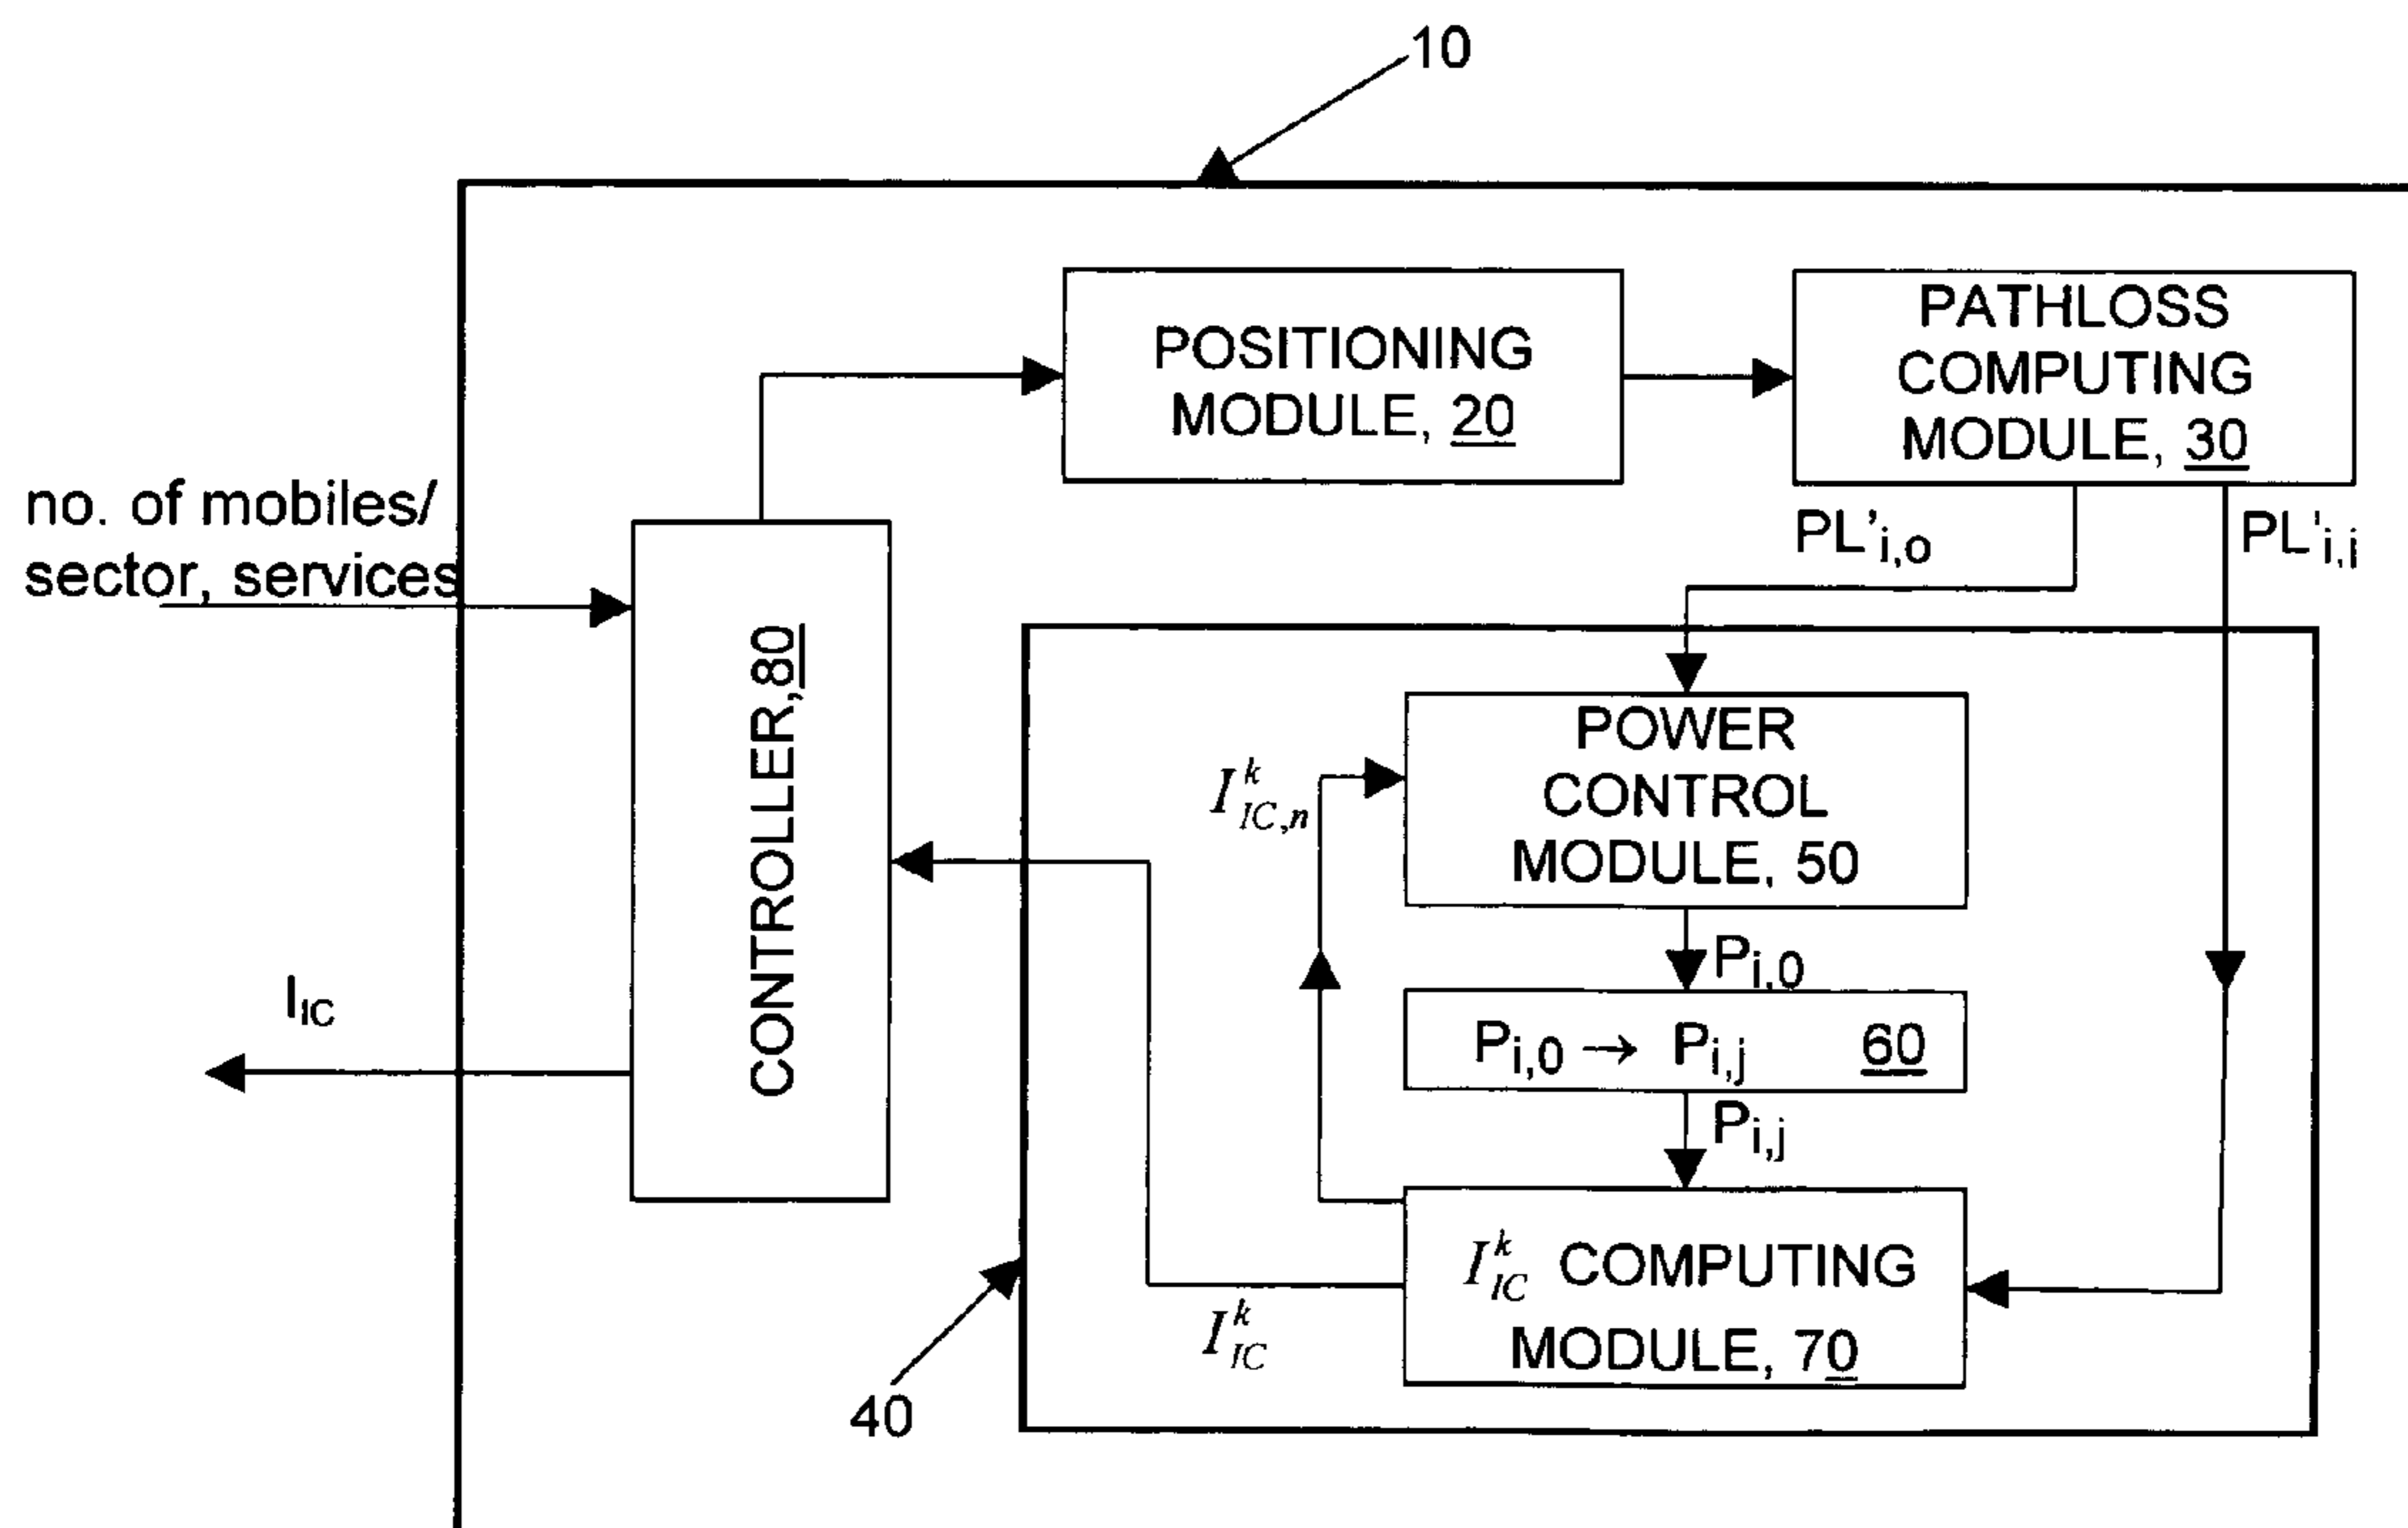 10
POSITIONING
MODULE, 20
PATHLOSS
COMPUTING
MODULE, 30
no. of mobiles/
sector, services
PL'i,o
PL'i,i
CONTROLLER,80
POWER
CONTROL
MODULE, 50
I^k_IC,n
Pi,0
IIC
Pi,0 → Pi,j 60
Pi,j
I^k_IC COMPUTING
MODULE, 70
I^k_IC
40